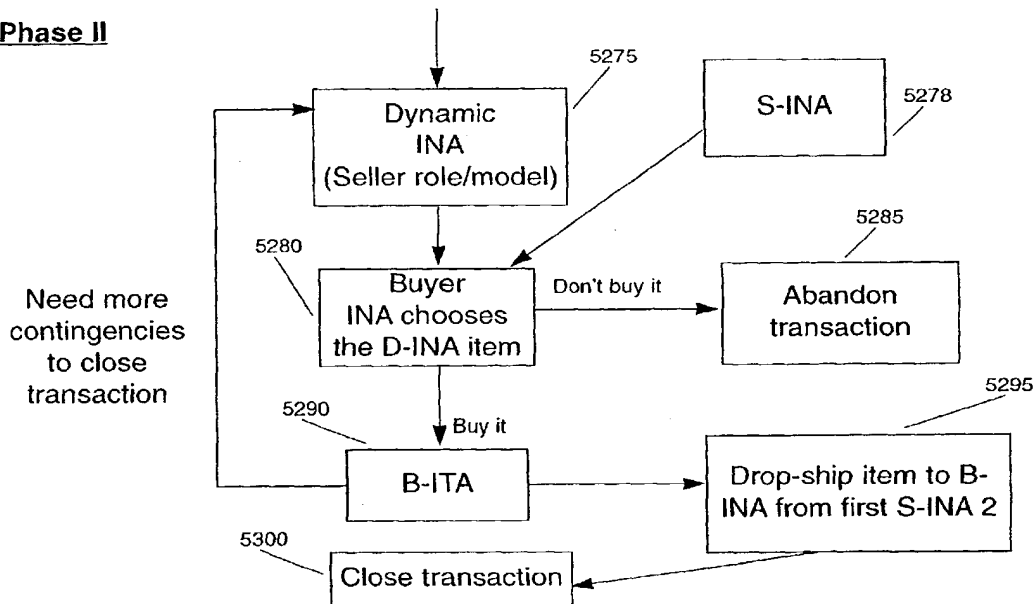 Phase II
5275
Dynamic
INA
(Seller role/model)
S-INA
5278
5280
Buyer
INA chooses
the D-INA item
Don't buy it
5285
Abandon
transaction
Need more
contingencies
to close
transaction
5290
Buy it
B-ITA
5295
Drop-ship item to B-
INA from first S-INA 2
5300
Close transaction